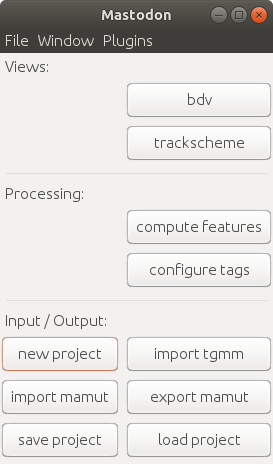 Mastodon
File Window Plugins
Views:
bdv
trackscheme
Processing:
compute features
configure tags
Input / Output:
new project import tgmm
import mamut export mamut
save project load project